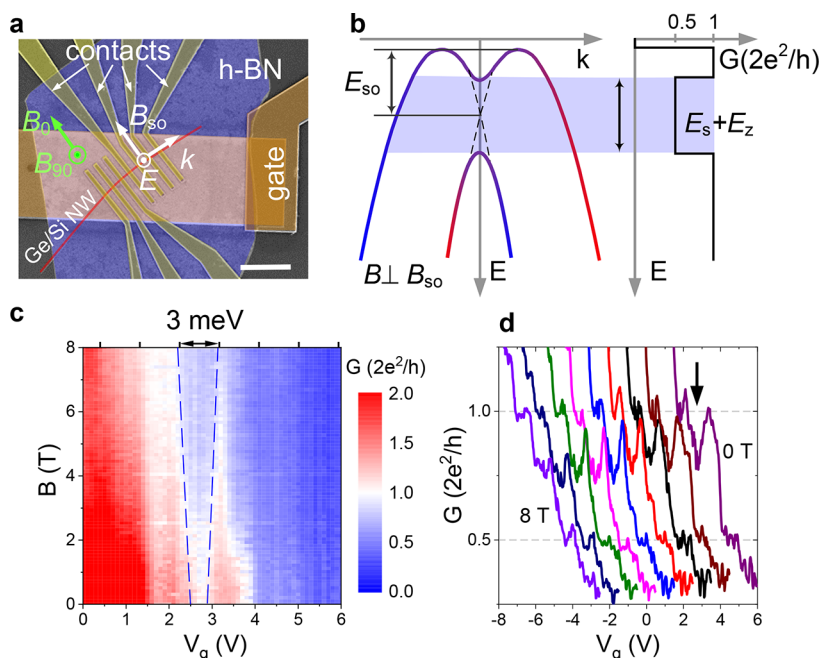 a
contacts
h-BN
B0
Bso
B90
E
k
gate
Ge/Si NW
b
k
Eso
B⊥ Bso
E
0.5 1
G(2e²/h)
Es+Ez
E
c
3 meV
G (2e²/h)
8
6
4
2
0
B (T)
0 1 2 3 4 5 6
Vg (V)
2.0
1.5
1.0
0.5
0.0
d
1.0
0.5
G (2e²/h)
0 T
8 T
-8 -6 -4 -2 0 2 4 6
Vg (V)